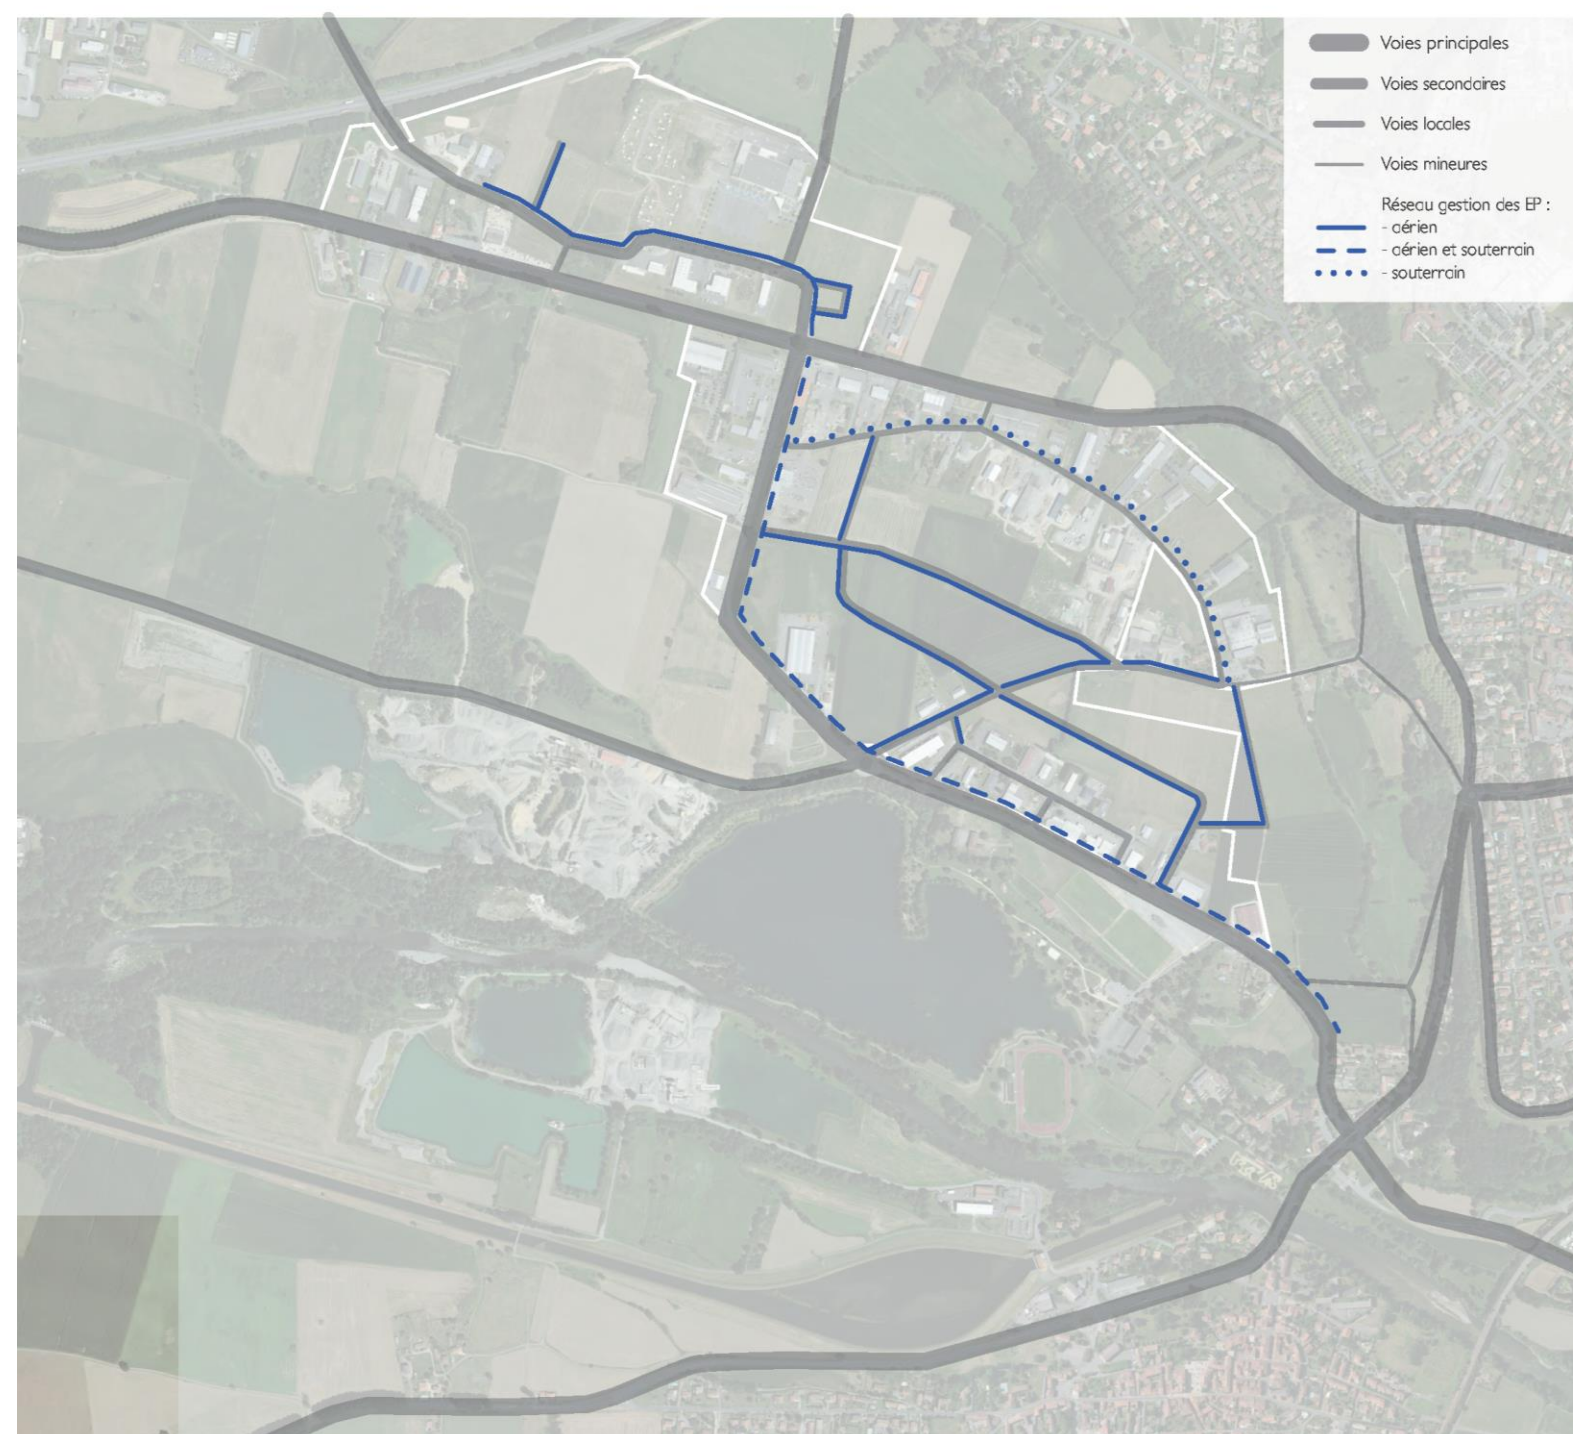 Voies principales
Voies secondaires
Voies locales
Voies mineures
Réseau gestion des EP :
- aérien
- aérien et souterrain
- souterrain